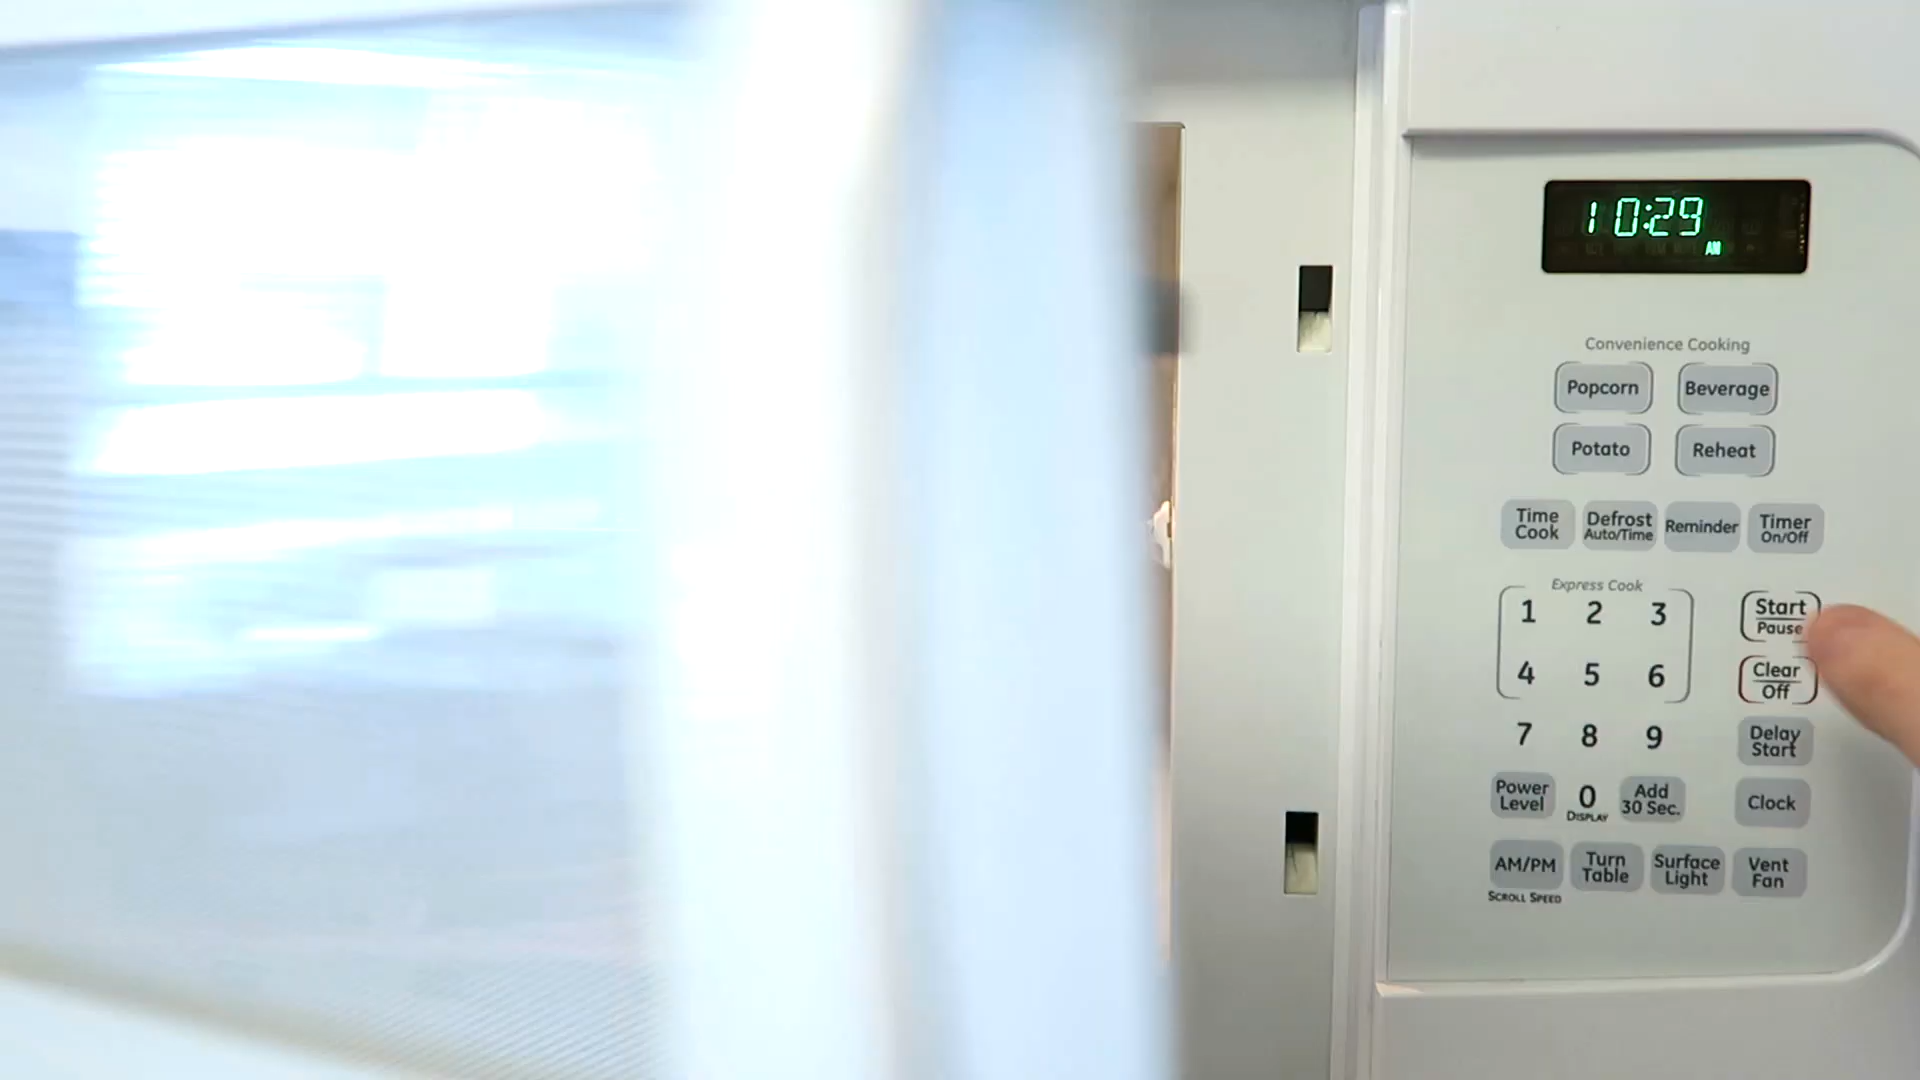 10:29
AM
Convenience Cooking
Popcorn
Beverage
Potato
Reheat
Time
Cook
Defrost
Auto/Time
Reminder
Timer
On/Off
Express Cook
1 2 3
Start
Pause
4 5 6
Clear
Off
7 8 9
Delay
Start
Power
Level
0
DISPLAY
Add
30 Sec.
Clock
AM/PM
SCROLL SPEED
Turn
Table
Surface
Light
Vent
Fan